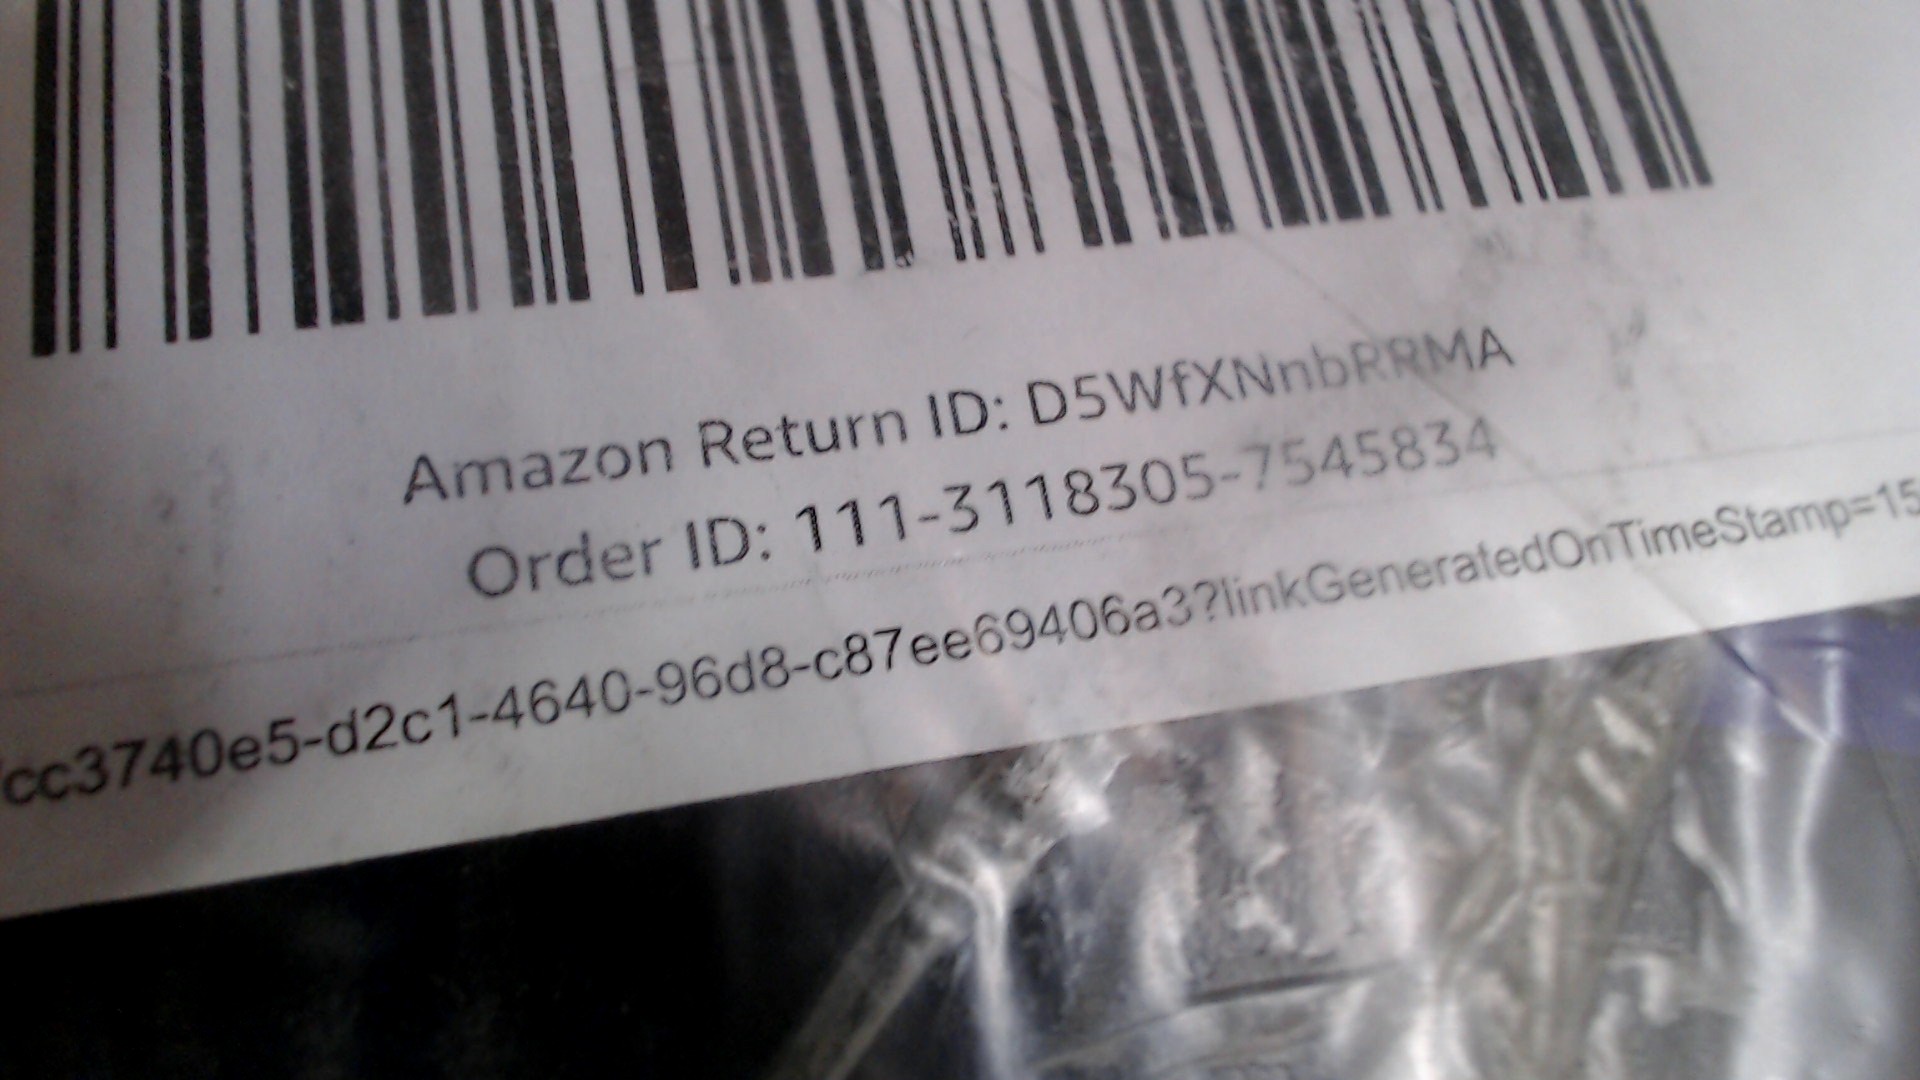 Amazon Return ID: D5WfXNnbRRMA
Order ID: 111-3118305-7545834
/cc3740e5-d2c1-4640-96d8-c87ee69406a3?linkGeneratedOnTimeStamp=15